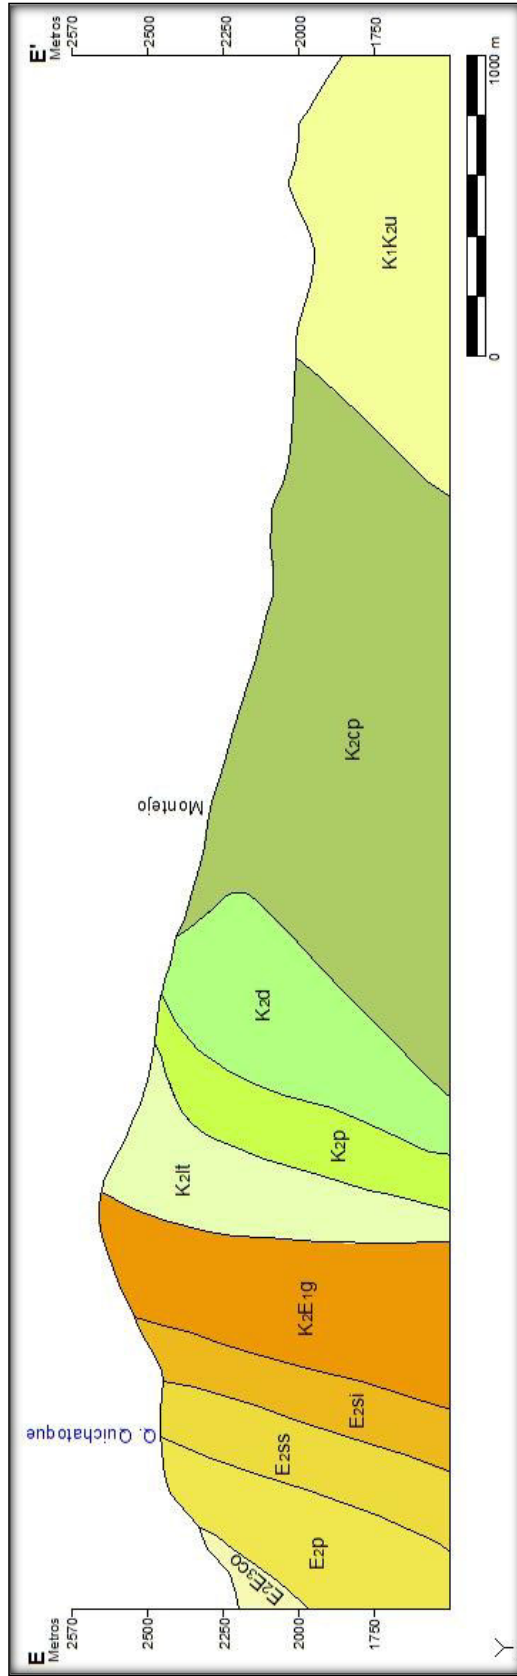 E
Metros
2570
2500
2250
2000
1750
E'
Metros
2570
2500
2250
2000
1750
Q. Quichatoque
Montejo
E2E3co
E2p
E2ss
E2si
K2E1g
K2lt
K2p
K2d
K2cp
K1K2u
0
1000 m